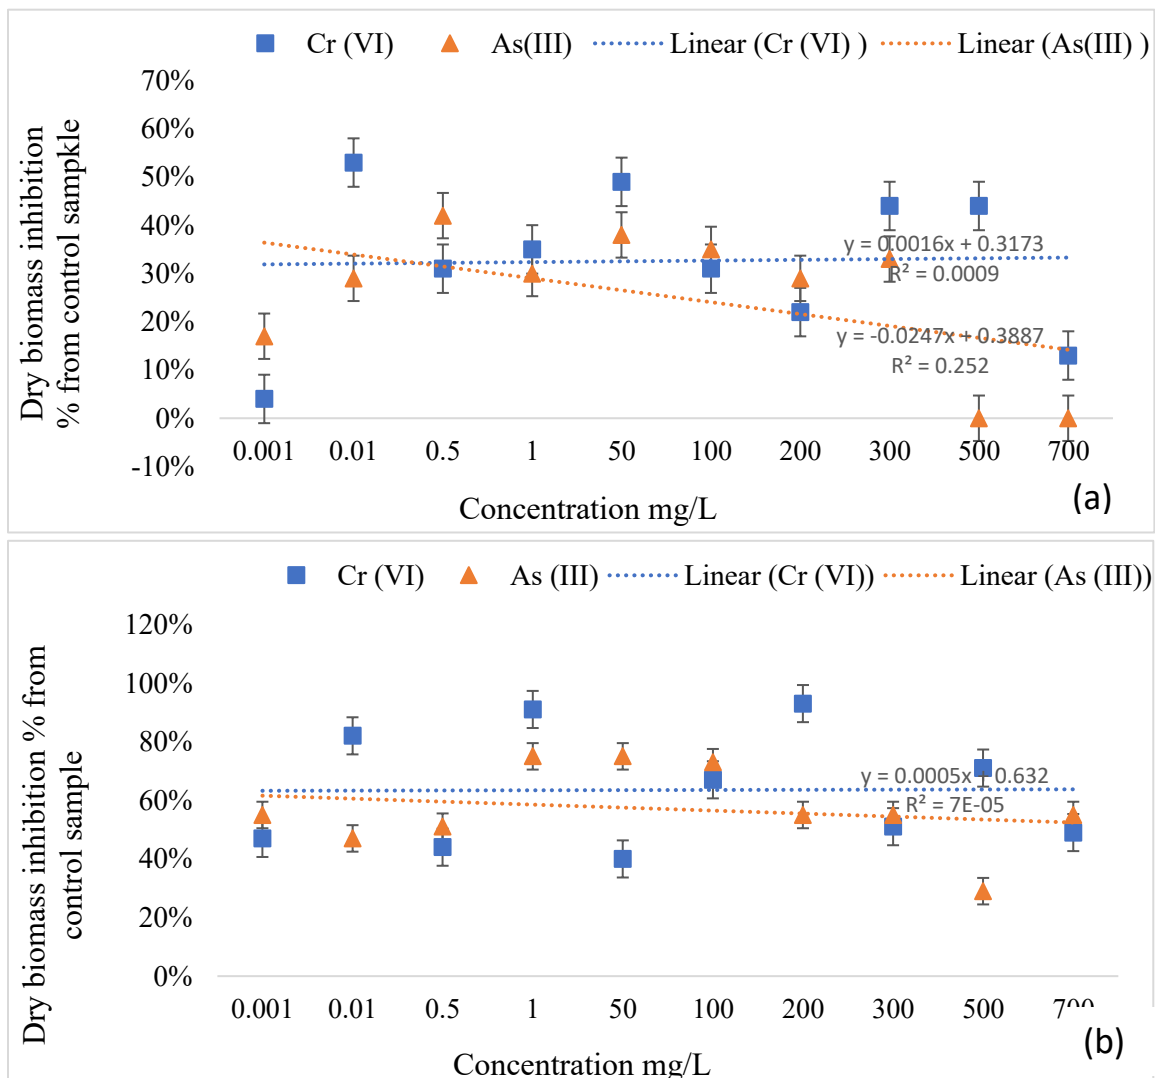 Cr (VI) As(III) Linear (Cr (VI) ) Linear (As(III) )
70%
60%
50%
40%
30%
20%
10%
0%
-10%
Dry biomass inhibition
% from control sampkle
y = 0.0016x + 0.3173
R² = 0.0009
y = -0.0247x + 0.3887
R² = 0.252
0.001 0.01 0.5 1 50 100 200 300 500 700
Concentration mg/L
(a)
Cr (VI) As (III) Linear (Cr (VI)) Linear (As (III))
120%
100%
80%
60%
40%
20%
0%
Dry biomass inhibition % from
control sample
y = 0.0005x 0.632
R² = 7E-05
0.001 0.01 0.5 1 50 100 200 300 500 700
Concentration mg/L
(b)